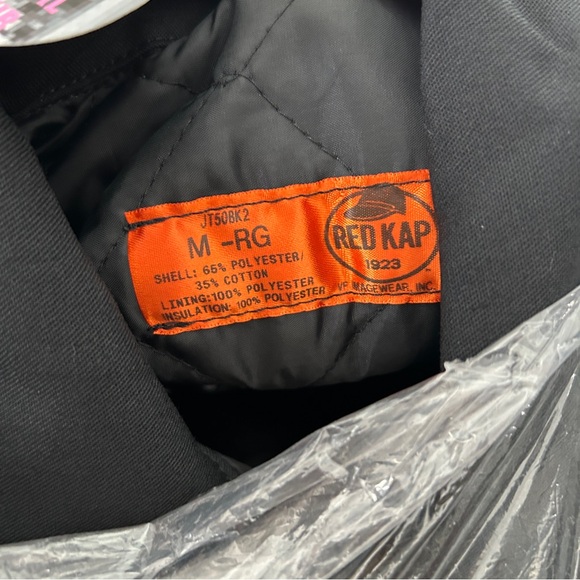 JT50BK2
M -RG
SHELL: 65% POLYESTER/
35% COTTON
LINING:100% POLYESTER
INSULATION: 100% POLYESTER
RED KAP
1923
VF IMAGEWEAR, INC.